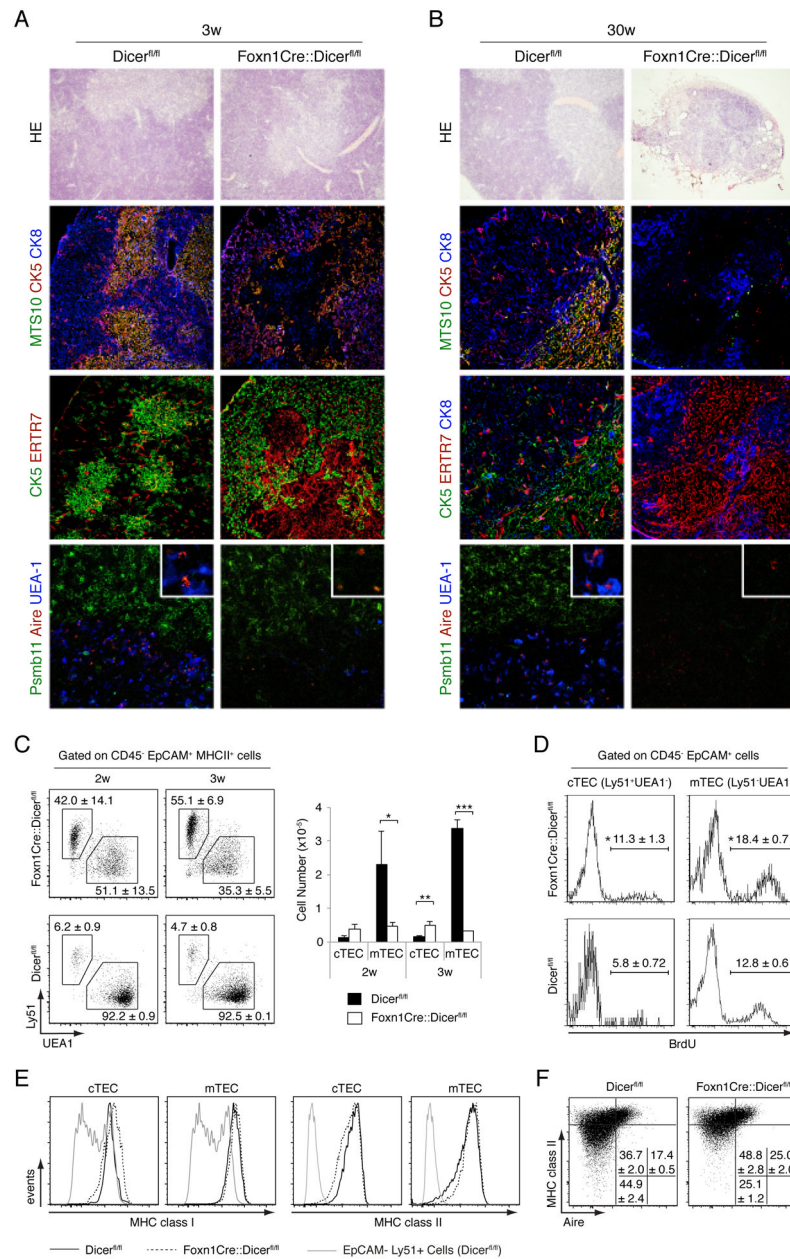 A
3w
Dicerfl/fl Foxn1Cre::Dicerfl/fl
HE
MTS10 CK5 CK8
CK5 ERTR7
Psmb11 Aire UEA-1
B
30w
Dicerfl/fl Foxn1Cre::Dicerfl/fl
HE
MTS10 CK5 CK8
CK5 ERTR7 CK8
Psmb11 Aire UEA-1
C
Gated on CD45- EpCAM+ MHCII+ cells
2w 3w
Foxn1Cre::Dicerfl/fl
42.0 ± 14.1 55.1 ± 6.9
51.1 ± 13.5 35.3 ± 5.5
Dicerfl/fl
6.2 ± 0.9 4.7 ± 0.8
92.2 ± 0.9 92.5 ± 0.1
Ly51
UEA1
Cell Number (x10-5)
4
3
2
1
0
* *** **
cTEC mTEC cTEC mTEC
2w 3w
Dicerfl/fl
Foxn1Cre::Dicerfl/fl
D
Gated on CD45- EpCAM+ cells
cTEC (Ly51+UEA1-) mTEC (Ly51-UEA1
Foxn1Cre::Dicerfl/fl
* 11.3 ± 1.3 * 18.4 ± 0.7
Dicerfl/fl
5.8 ± 0.72 12.8 ± 0.6
BrdU
E
cTEC mTEC cTEC mTEC
events
MHC class I MHC class II
Dicerfl/fl Foxn1Cre::Dicerfl/fl EpCAM- Ly51+ Cells (Dicerfl/fl)
F
Dicerfl/fl Foxn1Cre::Dicerfl/fl
MHC class II
36.7 ± 2.0 17.4 ± 0.5
44.9 ± 2.4
48.8 ± 2.8 25.0 ± 2.0
25.1 ± 1.2
Aire